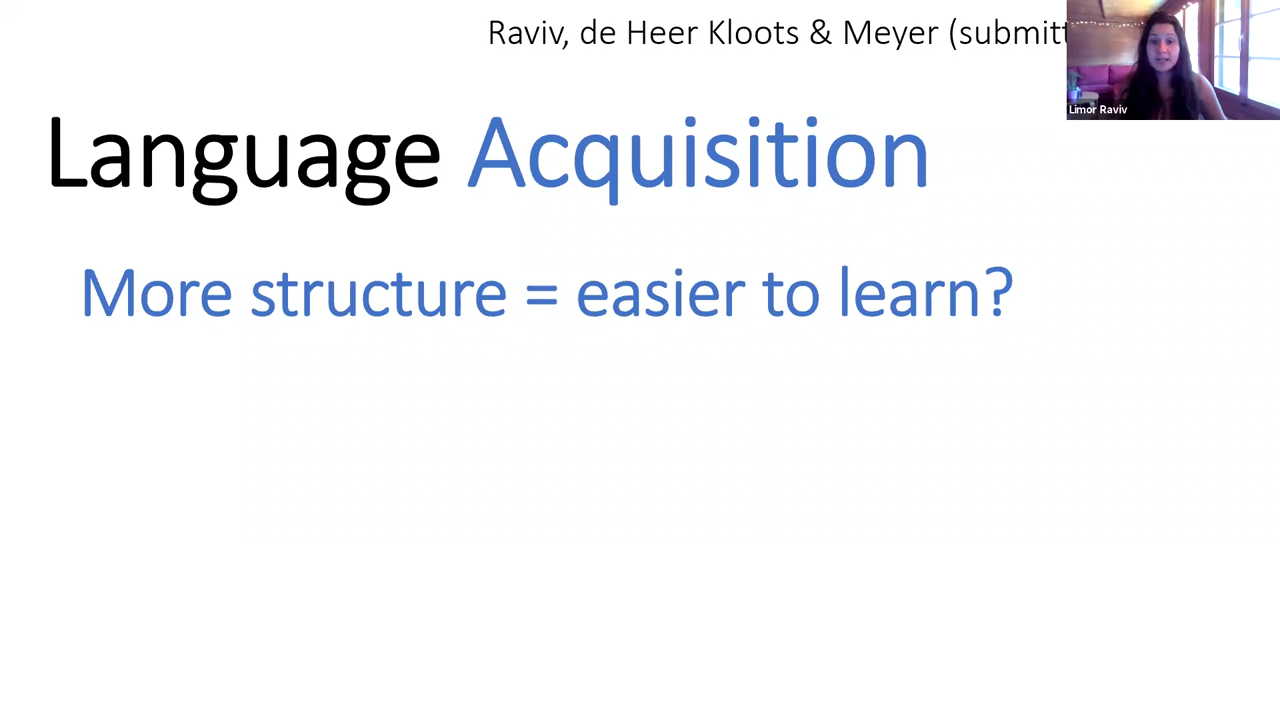 Raviv, de Heer Kloots & Meyer (submitt
Limor Raviv
Language Acquisition
More structure = easier to learn?